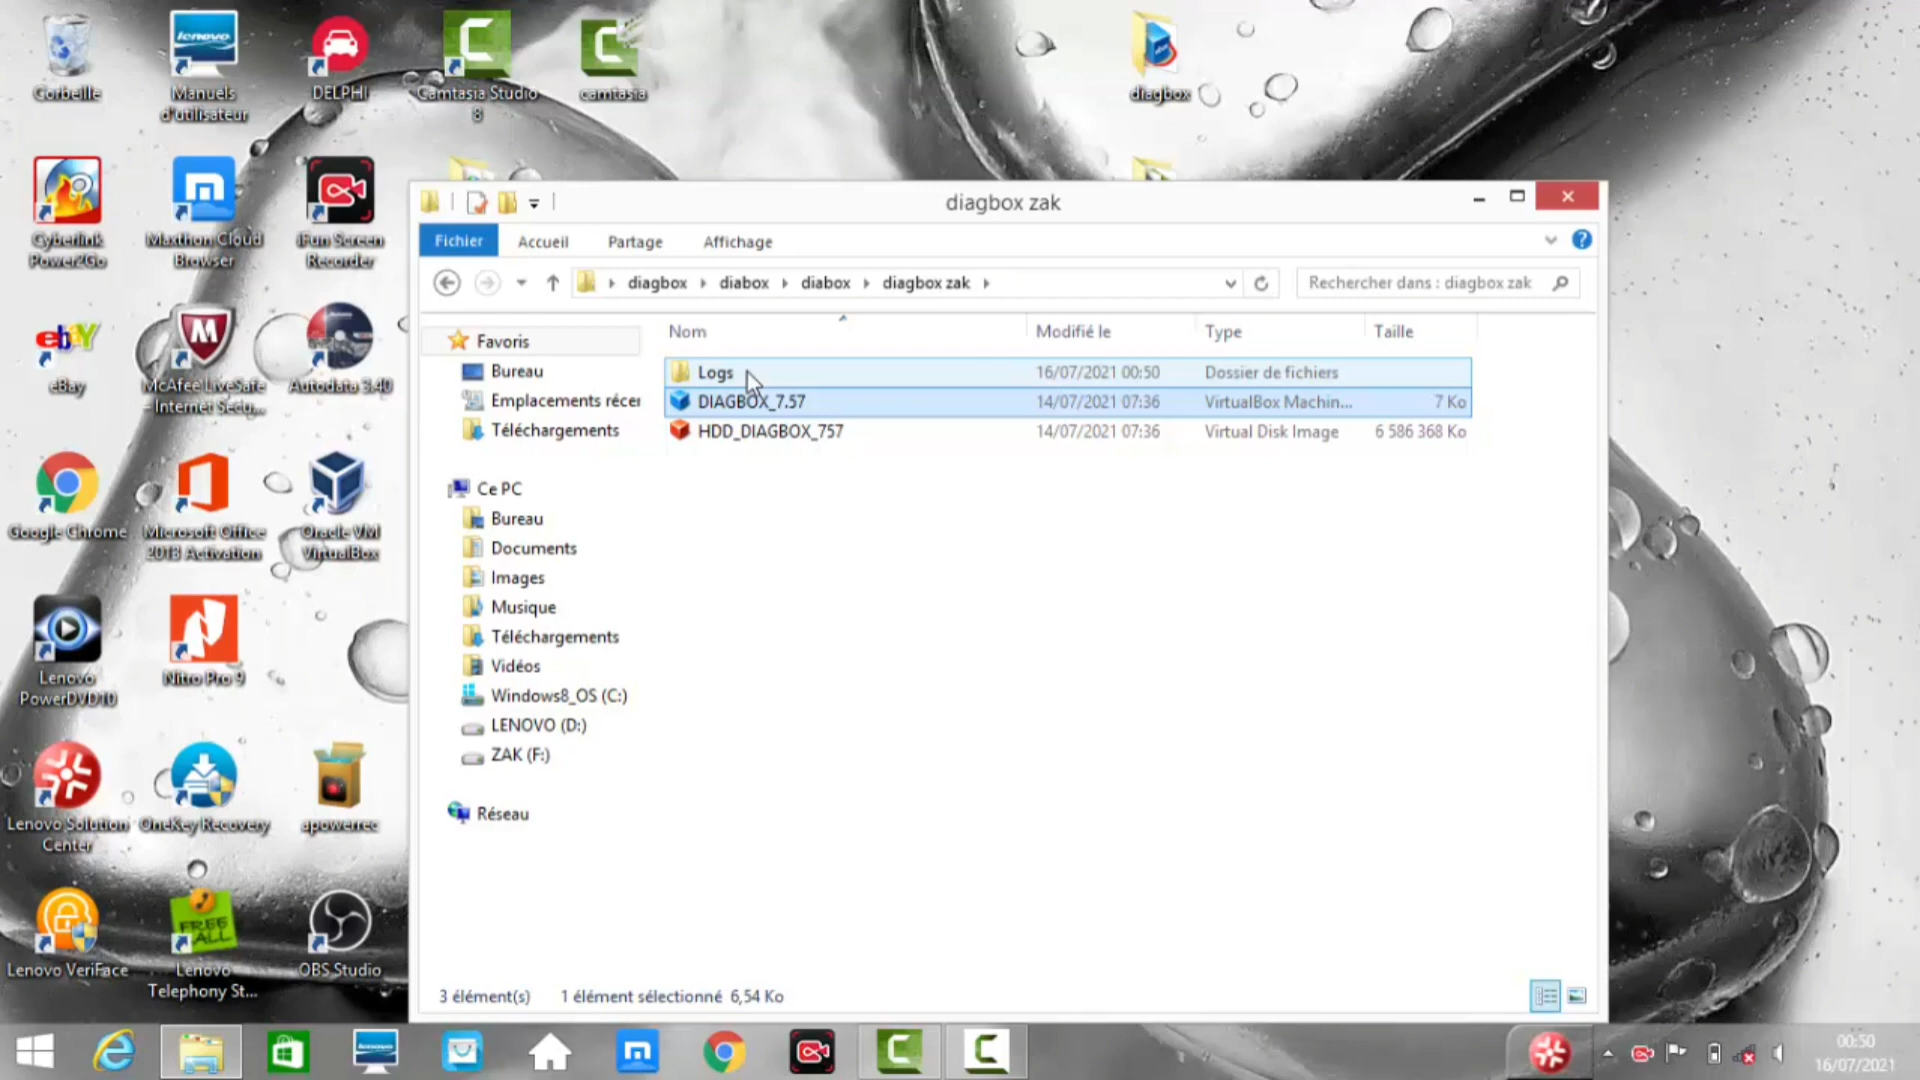 Corbeille
lenovo
Manuels
d'utilisateur
DELPHI
Camtasia Studio
8
camtasia
diagbox
Cyberlink
Power2Go
Maxthon Cloud
Browser
iFun Screen
Recorder
ebay
eBay
McAfee LiveSafe
– Internet Secu...
Autodata 3.40
Google Chrome
Microsoft Office
2013 Activation
Oracle VM
VirtualBox
Lenovo
PowerDVD10
Nitro Pro 9
Lenovo Solution
Center
OneKey Recovery
apowerrec
Lenovo VeriFace
FREE
CALL
Lenovo
Telephony St...
OBS Studio
diagbox zak
Fichier
Accueil
Partage
Affichage
diagbox
diabox
diabox
diagbox zak
Rechercher dans : diagbox zak
Favoris
Bureau
Emplacements récer
Téléchargements
Ce PC
Bureau
Documents
Images
Musique
Téléchargements
Vidéos
Windows8_OS (C:)
LENOVO (D:)
ZAK (F:)
Réseau
Nom Modifié le Type Taille
Logs 16/07/2021 00:50 Dossier de fichiers
DIAGBOX_7.57 14/07/2021 07:36 VirtualBox Machin... 7 Ko
HDD_DIAGBOX_757 14/07/2021 07:36 Virtual Disk Image 6 586 368 Ko
3 élément(s) 1 élément sélectionné 6,54 Ko
lenovo
00:50
16/07/2021